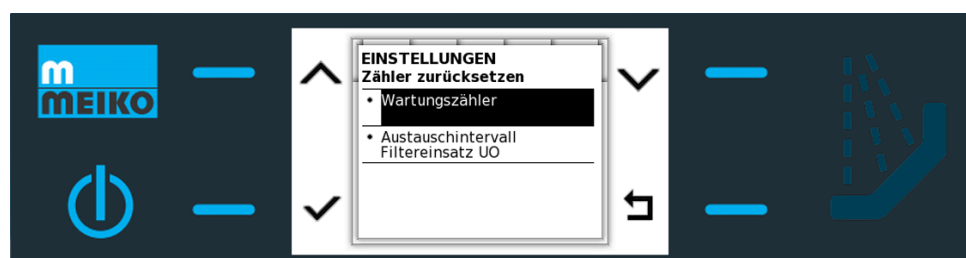 m
MEIKO
EINSTELLUNGEN
Zähler zurücksetzen
• Wartungszähler
• Austauschintervall
Filtereinsatz UO